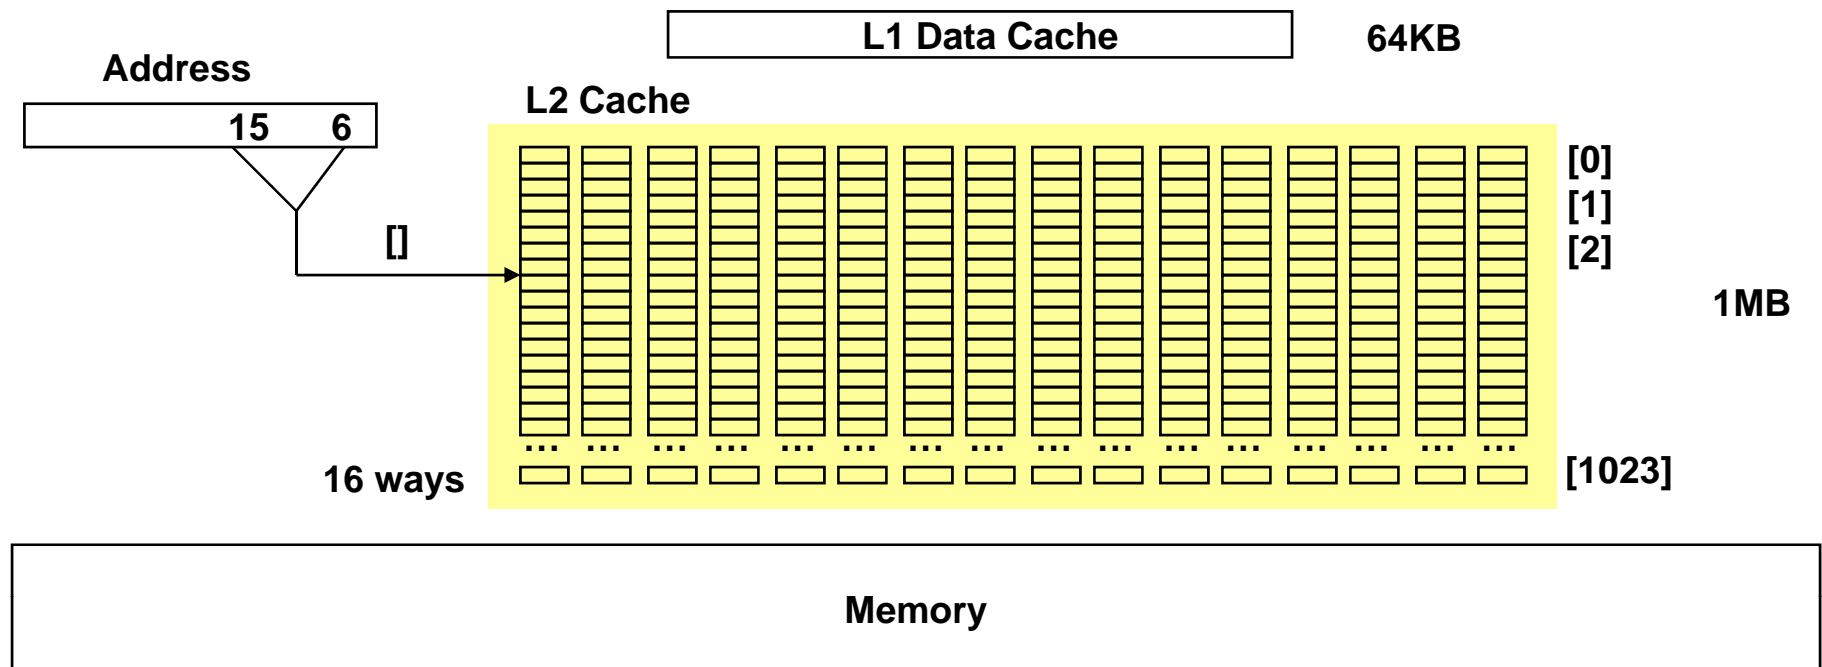 L1 Data Cache 64KB
Address
15 6
L2 Cache
[0]
[1]
[]
[2]
1MB
... ... ... ... ... ... ... ... ... ... ... ... ... ... ... ...
16 ways
[1023]
Memory